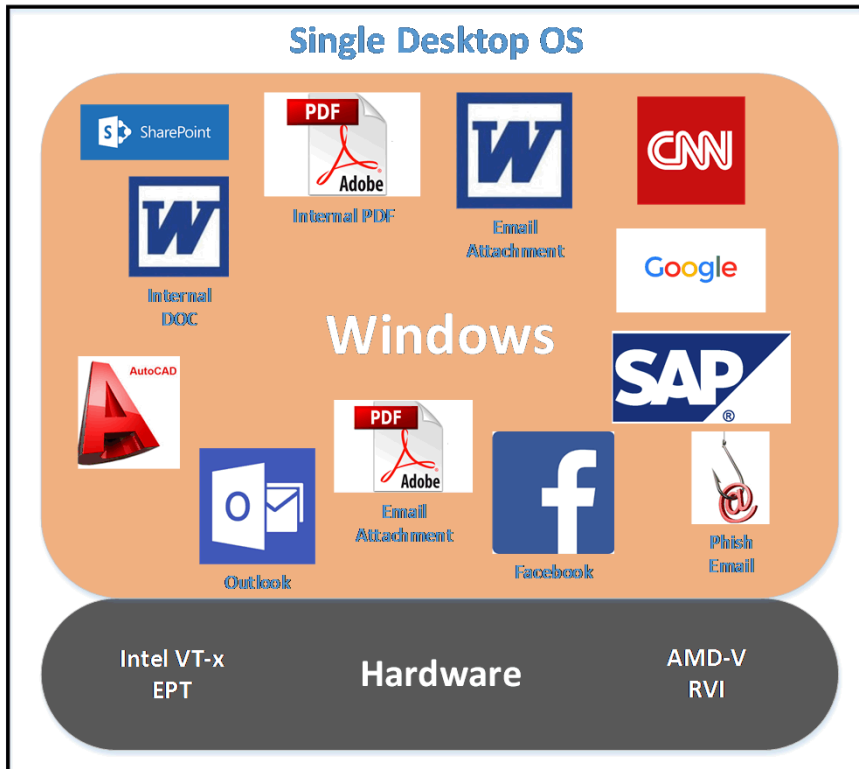 Single Desktop OS
S
SharePoint
PDF
Adobe
Internal PDF
W
Email
Attachment
CNN
W
Internal
DOC
Google
Windows
SAP
®
AutoCAD
A
PDF
Adobe
Email
Attachment
O
Outlook
f
Facebook
@
Phish
Email
Intel VT-x
EPT
Hardware
AMD-V
RVI